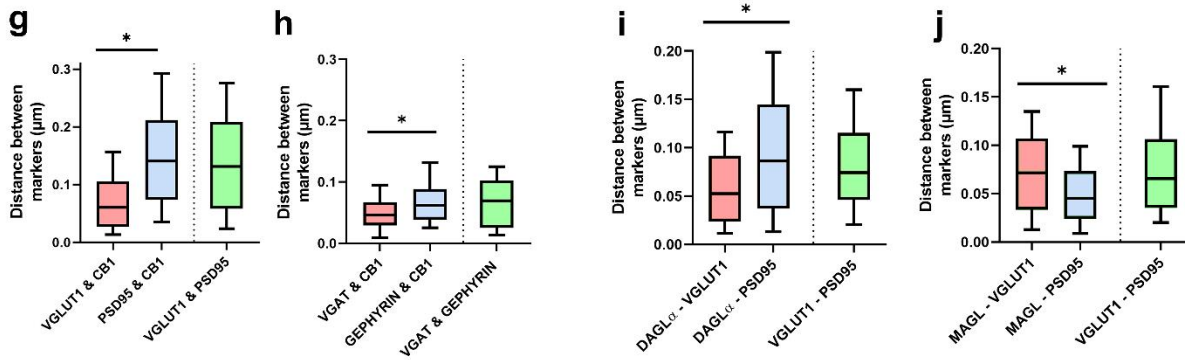 g
*
Distance between
markers (µm)
0.3
0.2
0.1
0.0
VGLUT1 & CB1
PSD95 & CB1
VGLUT1 & PSD95
h
*
Distance between
markers (µm)
0.3
0.2
0.1
0.0
VGAT & CB1
GEPHYRIN & CB1
VGAT & GEPHYRIN
i
*
Distance between
markers (µm)
0.20
0.15
0.10
0.05
0.00
DAGLα - VGLUT1
DAGLα - PSD95
VGLUT1 - PSD95
j
*
Distance between
markers (µm)
0.20
0.15
0.10
0.05
0.00
MAGL - VGLUT1
MAGL - PSD95
VGLUT1 - PSD95